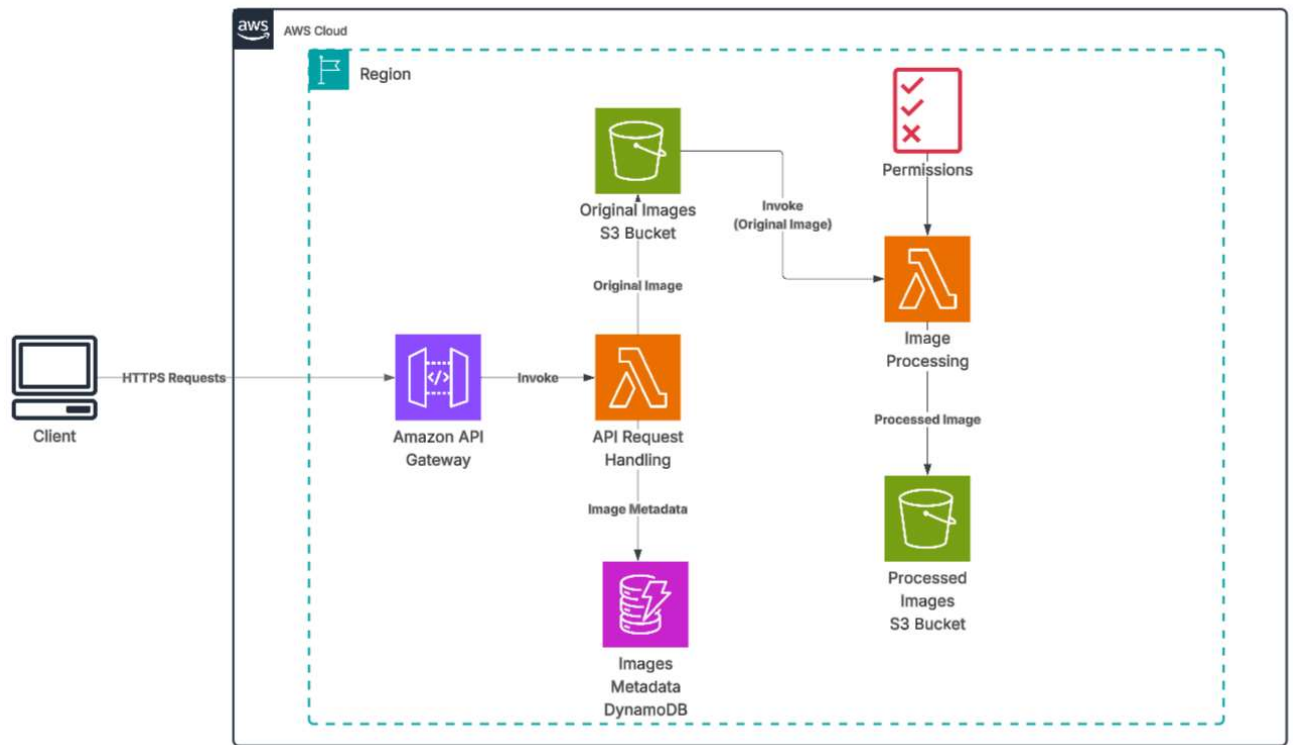 aws
AWS Cloud
Region
Permissions
Original Images
S3 Bucket
Invoke
(Original Image)
Original Image
Image
Processing
HTTPS Requests
Invoke
Client
Amazon API
Gateway
API Request
Handling
Processed Image
Image Metadata
Processed
Images
S3 Bucket
Images
Metadata
DynamoDB